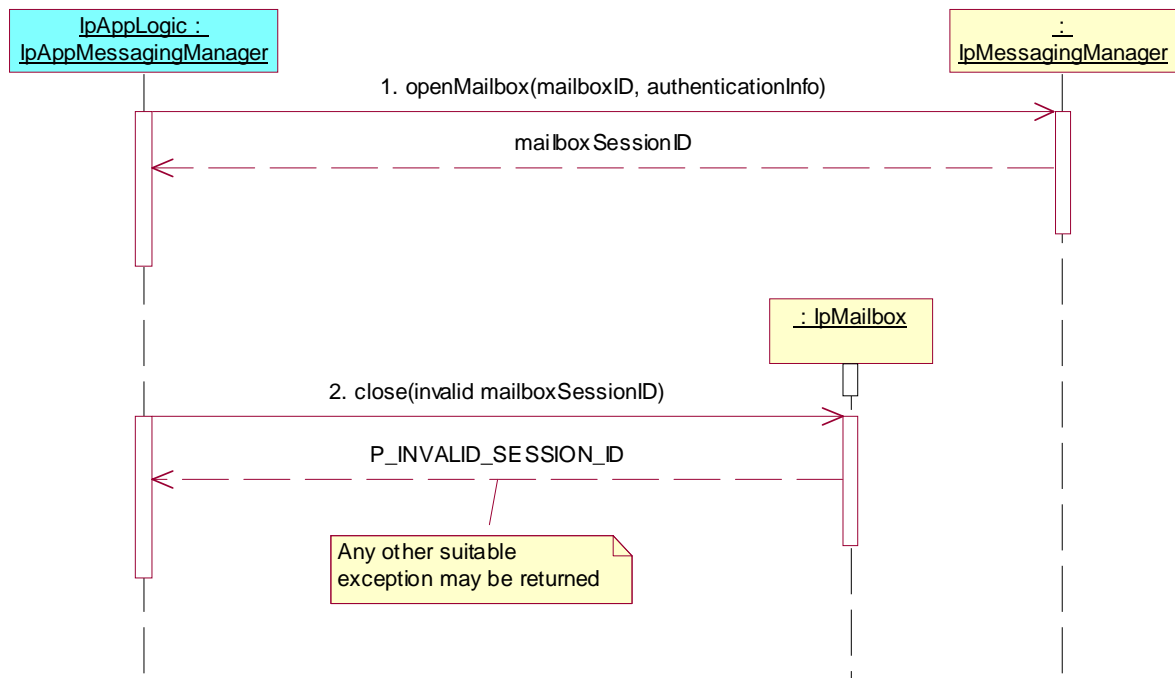 IpAppLogic :
IpAppMessagingManager
:
IpMessagingManager
1. openMailbox(mailboxID, authenticationInfo)
mailboxSessionID
: IpMailbox
2. close(invalid mailboxSessionID)
P_INVALID_SESSION_ID
Any other suitable
exception may be returned